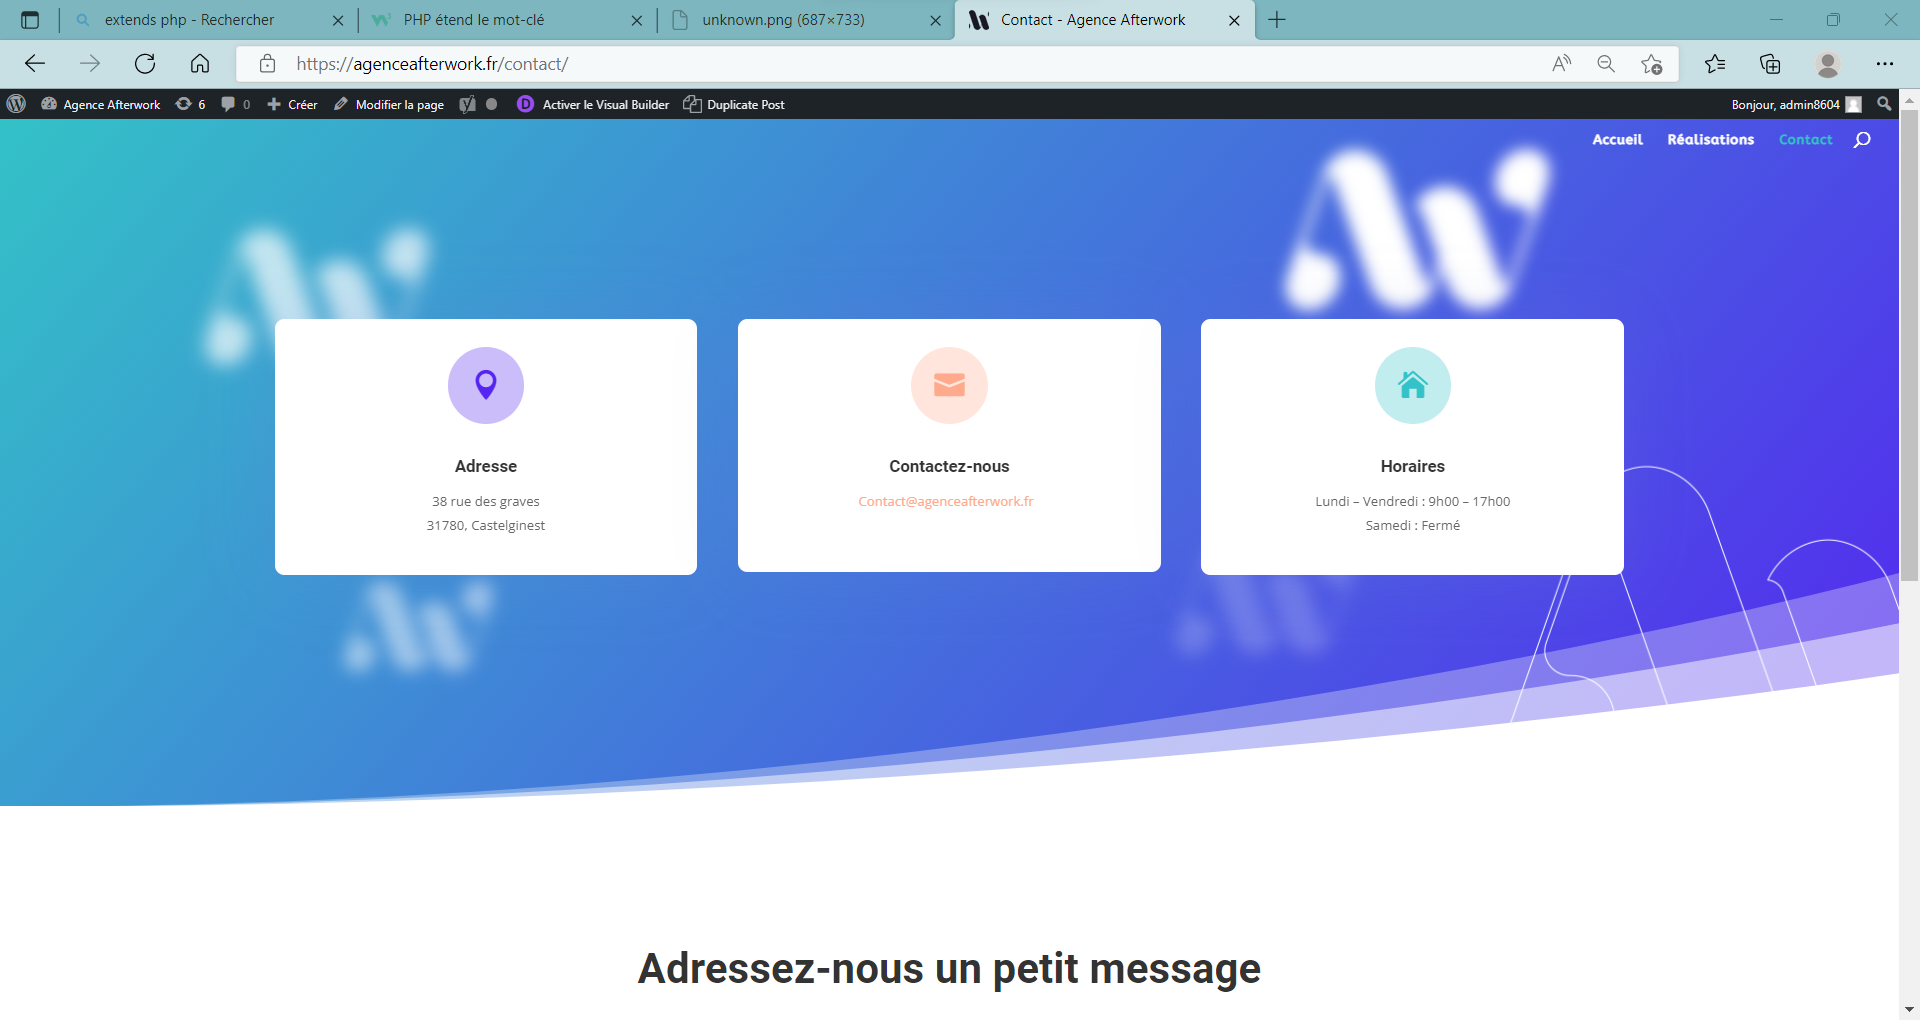 extends php - Rechercher
PHP étend le mot-clé
unknown.png (687×733)
Contact - Agence Afterwork
https://agenceafterwork.fr/contact/
Agence Afterwork
6
0
Créer
Modifier la page
D
Activer le Visual Builder
Duplicate Post
Bonjour, admin8604
Accueil
Réalisations
Contact
Adresse
38 rue des graves
31780, Castelginest
Contactez-nous
Contact@agenceafterwork.fr
Horaires
Lundi – Vendredi : 9h00 – 17h00
Samedi : Fermé
Adressez-nous un petit message